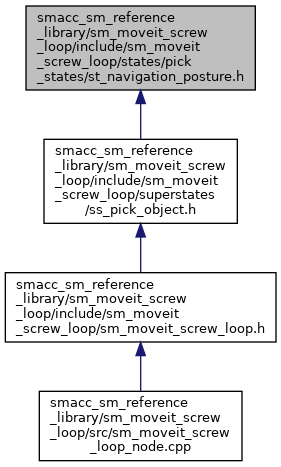 smacc_sm_reference
_library/sm_moveit_screw
_loop/include/sm_moveit
_screw_loop/states/pick
_states/st_navigation_posture.h
smacc_sm_reference
_library/sm_moveit_screw
_loop/include/sm_moveit
_screw_loop/superstates
/ss_pick_object.h
smacc_sm_reference
_library/sm_moveit_screw
_loop/include/sm_moveit
_screw_loop/sm_moveit_screw_loop.h
smacc_sm_reference
_library/sm_moveit_screw
_loop/src/sm_moveit_screw
_loop_node.cpp